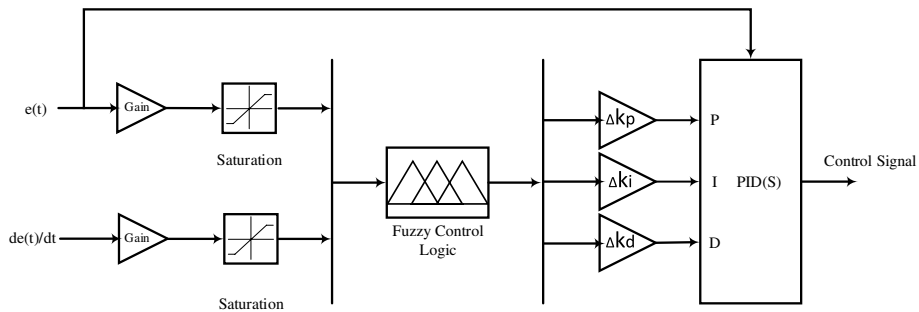 e(t)
Gain
Saturation
de(t)/dt
Gain
Saturation
Fuzzy Control
Logic
Δkp
Δki
Δkd
P
I
D
PID(S)
Control Signal